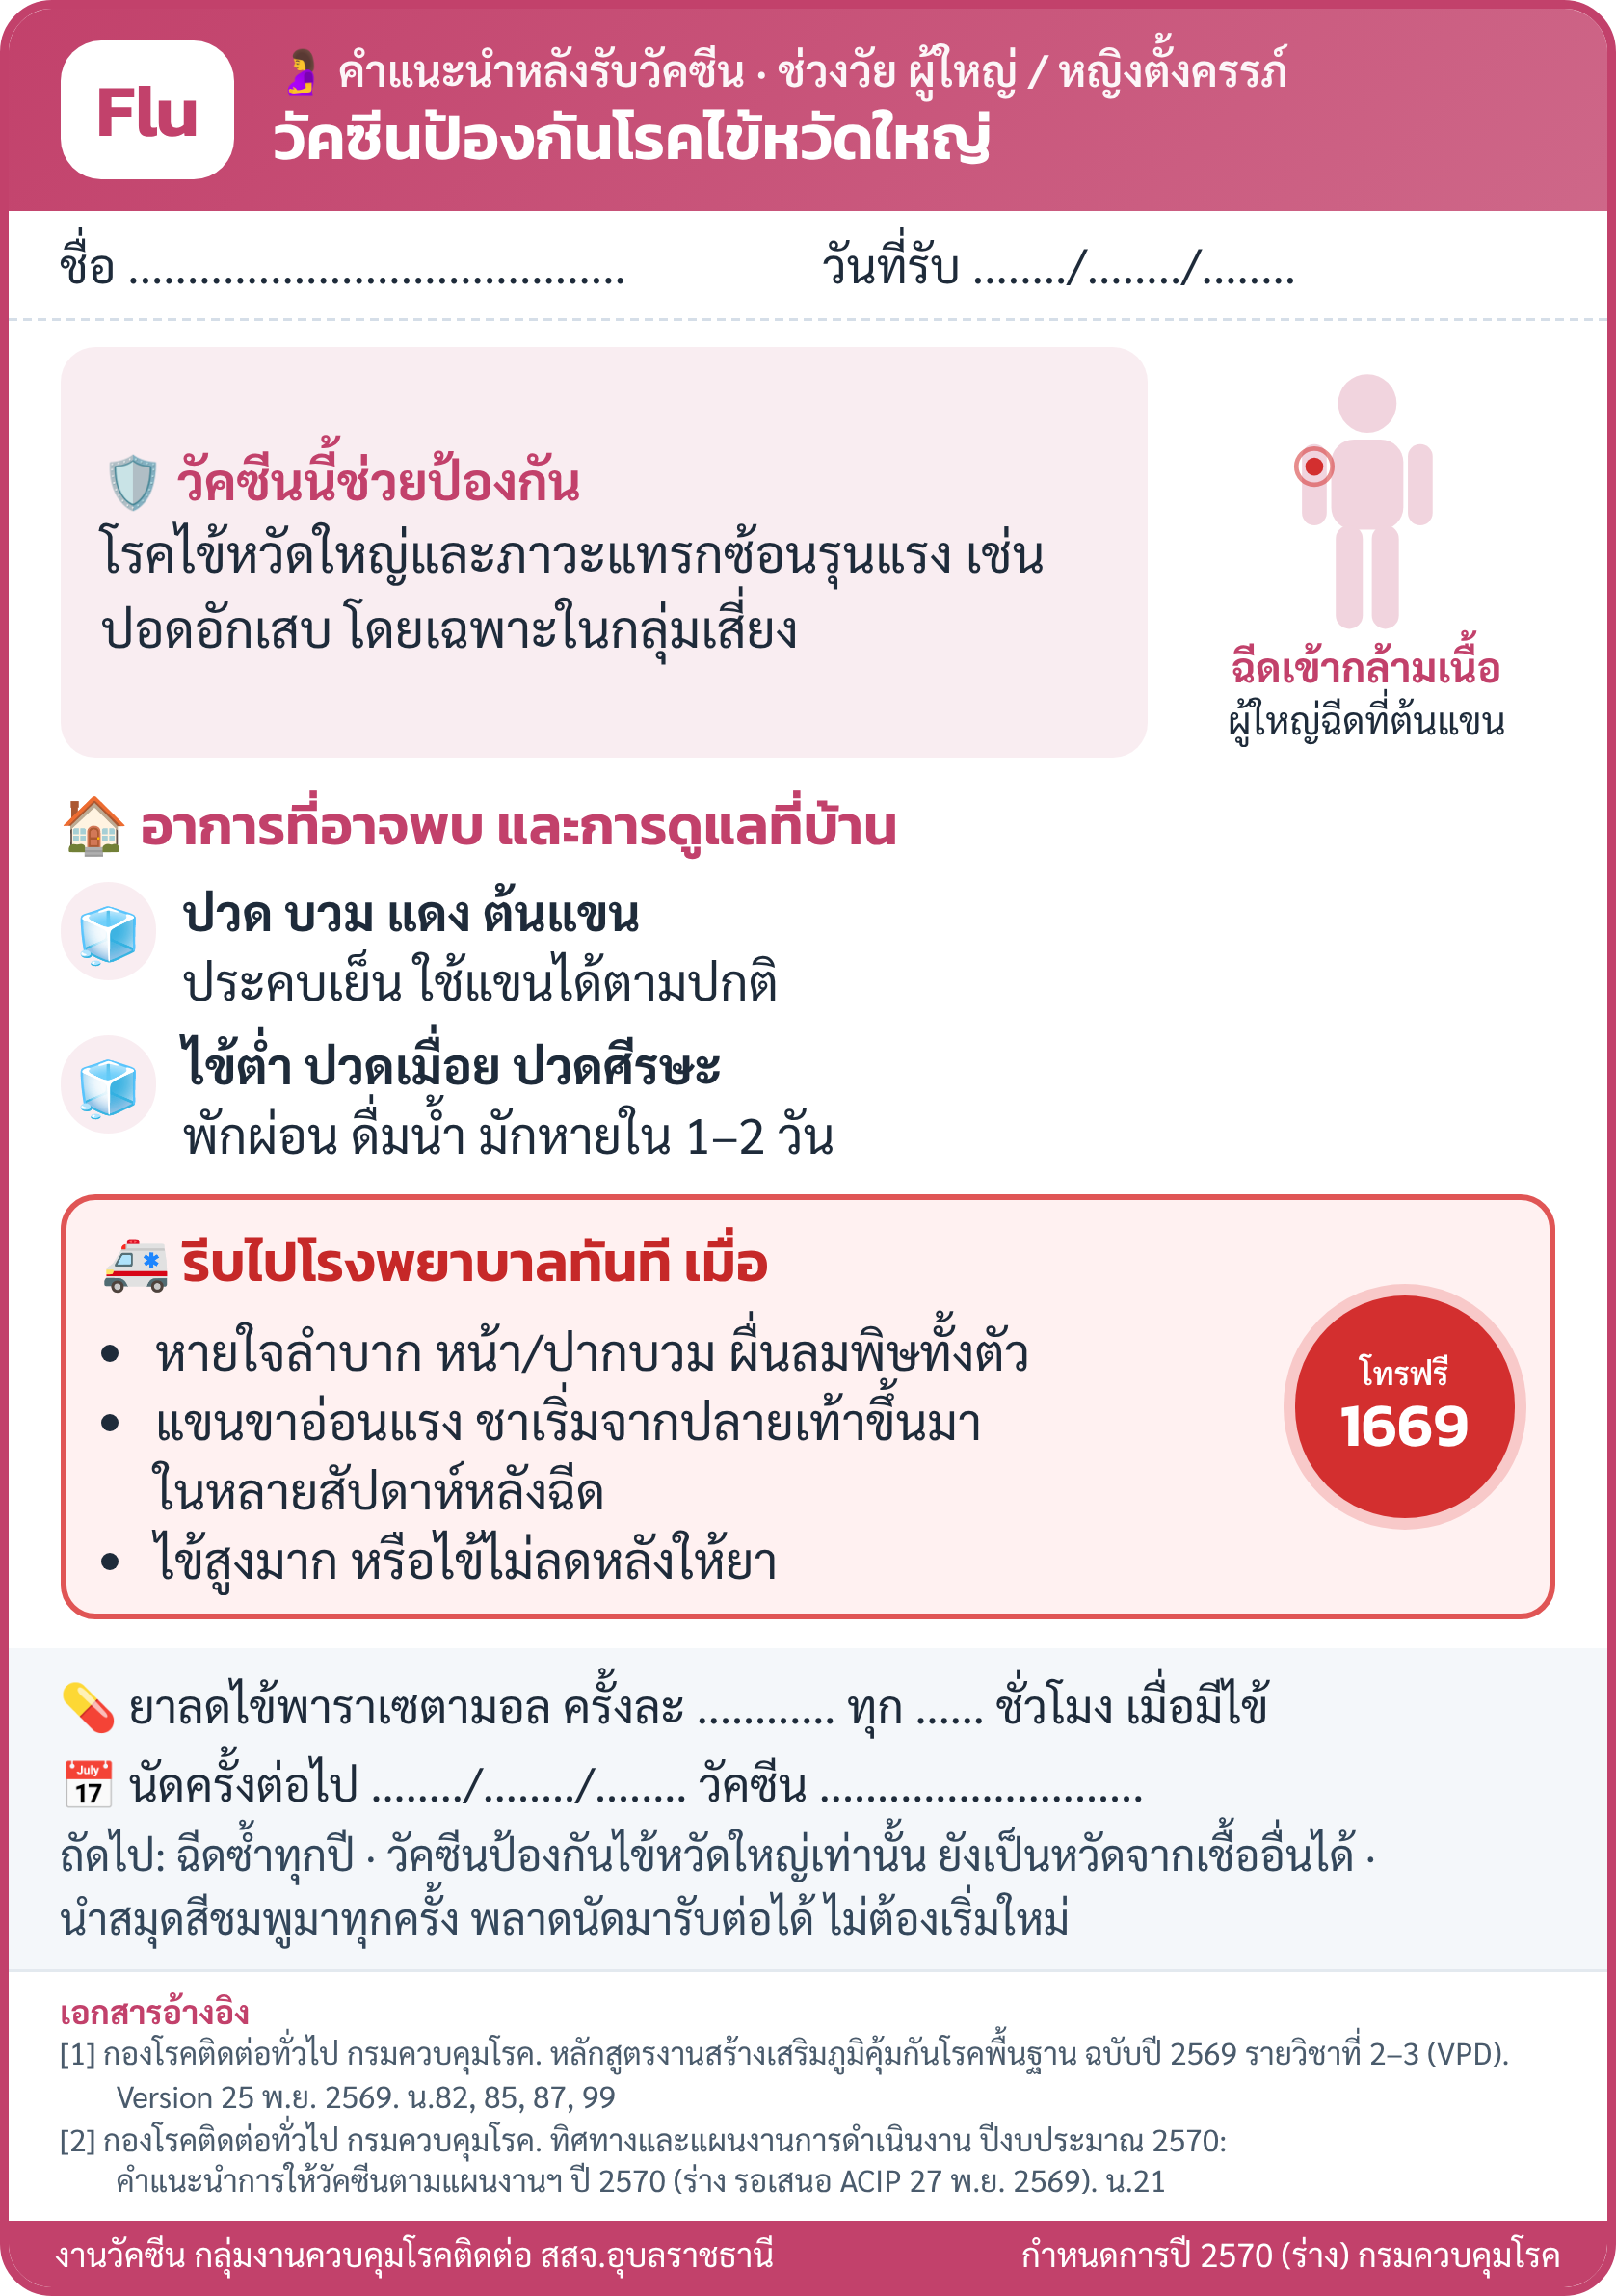 Flu
คำแนะนำหลังรับวัคซีน · ช่วงวัย ผู้ใหญ่ / หญิงตั้งครรภ์
วัคซีนป้องกันโรคไข้หวัดใหญ่
ชื่อ .......................................... วันที่รับ ......../......../........
วัคซีนนี้ช่วยป้องกัน
โรคไข้หวัดใหญ่และภาวะแทรกซ้อนรุนแรง เช่น
ปอดอักเสบ โดยเฉพาะในกลุ่มเสี่ยง
ฉีดเข้ากล้ามเนื้อ
ผู้ใหญ่ฉีดที่ต้นแขน
อาการที่อาจพบ และการดูแลที่บ้าน
ปวด บวม แดง ต้นแขน
ประคบเย็น ใช้แขนได้ตามปกติ
ไข้ต่ำ ปวดเมื่อย ปวดศีรษะ
พักผ่อน ดื่มน้ำ มักหายใน 1–2 วัน
รีบไปโรงพยาบาลทันที เมื่อ
• หายใจลำบาก หน้า/ปากบวม ผื่นลมพิษทั้งตัว
• แขนขาอ่อนแรง ชาเริ่มจากปลายเท้าขึ้นมา
ในหลายสัปดาห์หลังฉีด
• ไข้สูงมาก หรือไข้ไม่ลดหลังให้ยา
โทรฟรี
1669
ยาลดไข้พาราเซตามอล ครั้งละ ............ ทุก ...... ชั่วโมง เมื่อมีไข้
July
17
นัดครั้งต่อไป ......../......../........ วัคซีน ............................
ถัดไป: ฉีดซ้ำทุกปี · วัคซีนป้องกันไข้หวัดใหญ่เท่านั้น ยังเป็นหวัดจากเชื้ออื่นได้ ·
นำสมุดสีชมพูมาทุกครั้ง พลาดนัดมารับต่อได้ ไม่ต้องเริ่มใหม่
เอกสารอ้างอิง
[1] กองโรคติดต่อทั่วไป กรมควบคุมโรค. หลักสูตรงานสร้างเสริมภูมิคุ้มกันโรคพื้นฐาน ฉบับปี 2569 รายวิชาที่ 2–3 (VPD).
Version 25 พ.ย. 2569. น.82, 85, 87, 99
[2] กองโรคติดต่อทั่วไป กรมควบคุมโรค. ทิศทางและแผนงานการดำเนินงาน ปีงบประมาณ 2570:
คำแนะนำการให้วัคซีนตามแผนงานฯ ปี 2570 (ร่าง รอเสนอ ACIP 27 พ.ย. 2569). น.21
งานวัคซีน กลุ่มงานควบคุมโรคติดต่อ สสจ.อุบลราชธานี
กำหนดการปี 2570 (ร่าง) กรมควบคุมโรค